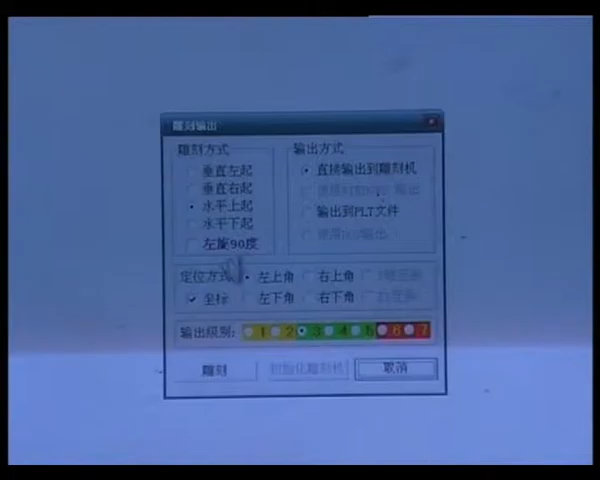 雕刻输出
雕刻方式
垂直左起
垂直右起
水平上起
水平下起
左旋90度
输出方式
直接输出到雕刻机
输出到PLT文件
定位方式
左上角 右上角
坐标 左下角 右下角
输出级别: 1 2 3 4 5 6 7
雕刻 初始化雕刻机 取消